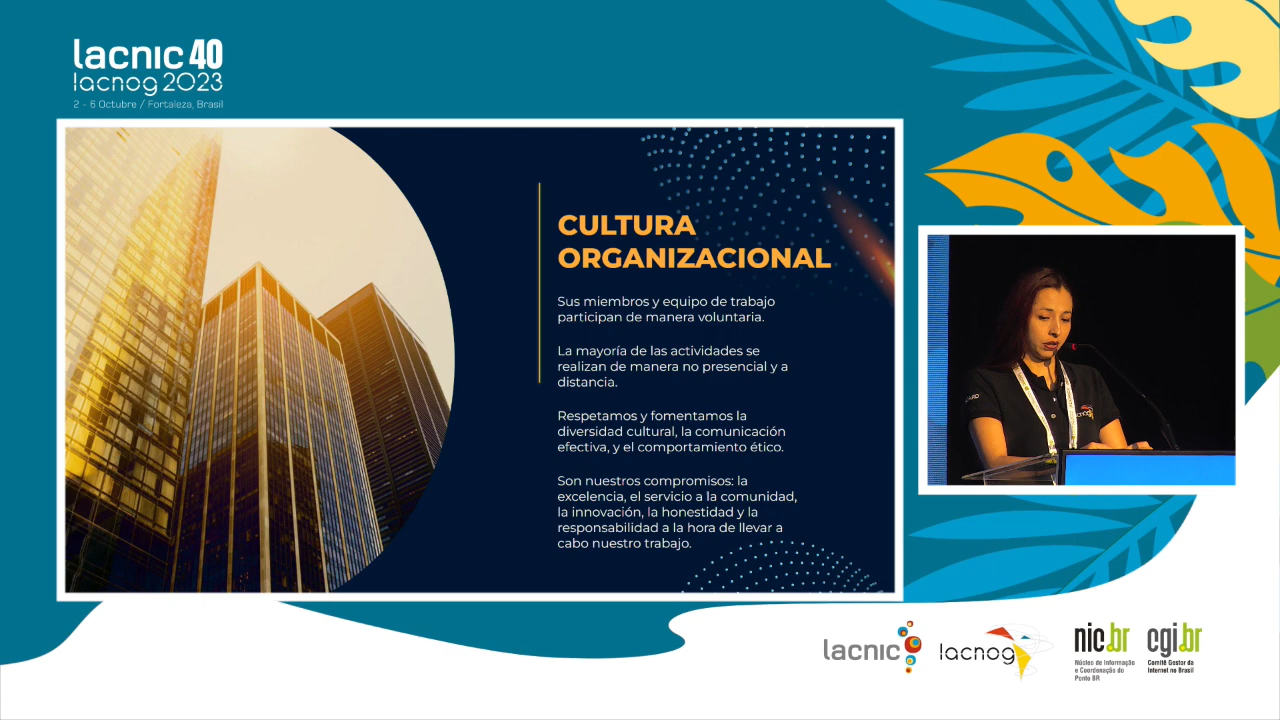 lacnic 40
lacnog 2023
2 - 6 Octubre / Fortaleza, Brasil
CULTURA
ORGANIZACIONAL
Sus miembros y equipo de trabajo
participan de manera voluntaria.
La mayoría de las actividades se
realizan de manera no presencial y a
distancia.
Respetamos y fomentamos la
diversidad cultural, la comunicación
efectiva, y el comportamiento ético.
Son nuestros compromisos: la
excelencia, el servicio a la comunidad,
la innovación, la honestidad y la
responsabilidad a la hora de llevar a
cabo nuestro trabajo.
lacnic
lacnog
nic.br
Núcleo de Informação
e Coordenação do
Ponto BR
cgi.br
Comitê Gestor da
Internet no Brasil